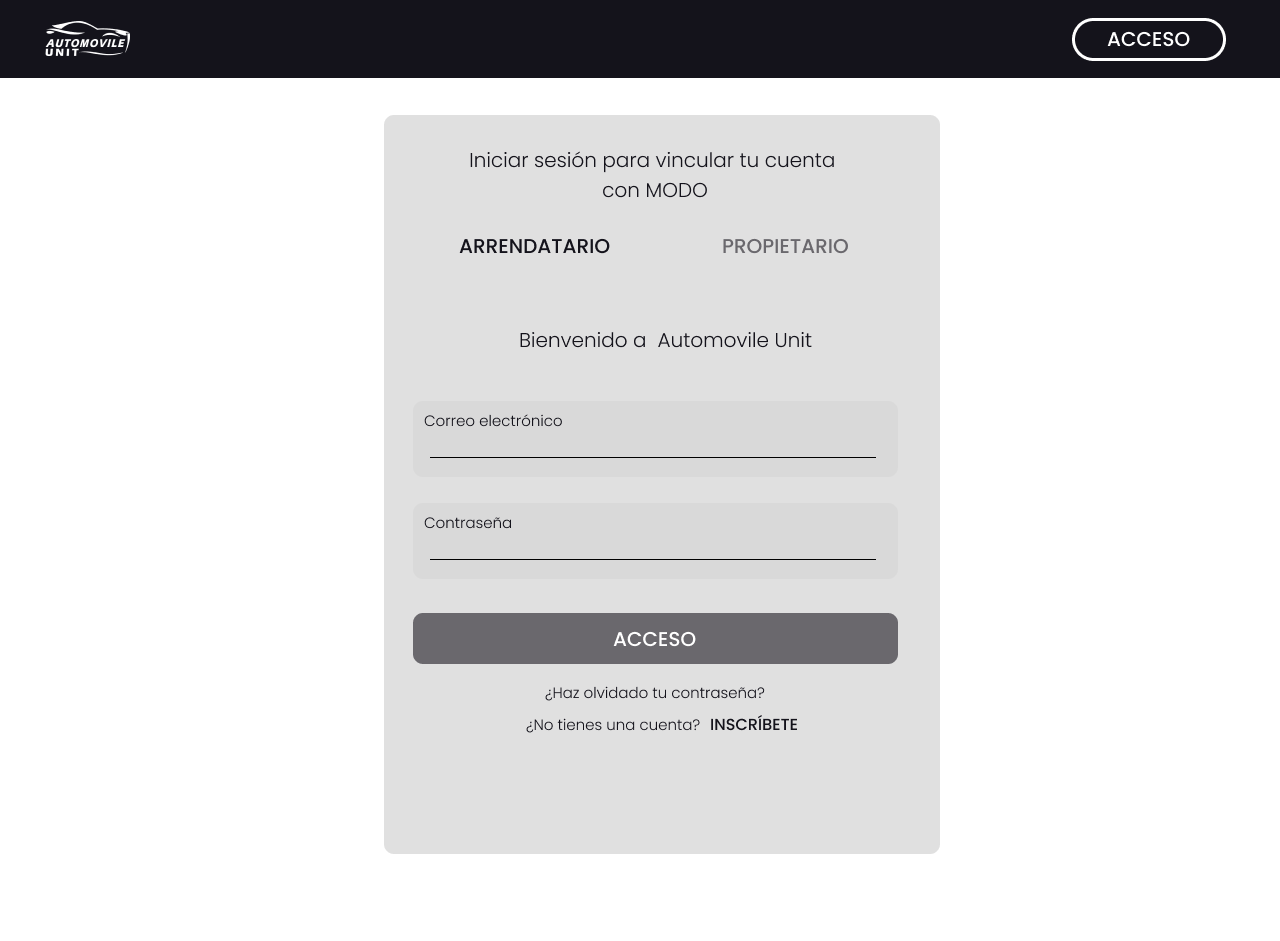 AUTOMOVILE
UNIT
ACCESO
Iniciar sesión para vincular tu cuenta
con MODO
ARRENDATARIO PROPIETARIO
Bienvenido a  Automovile Unit
Correo electrónico
Contraseña
ACCESO
¿Haz olvidado tu contraseña?
¿No tienes una cuenta? INSCRÍBETE